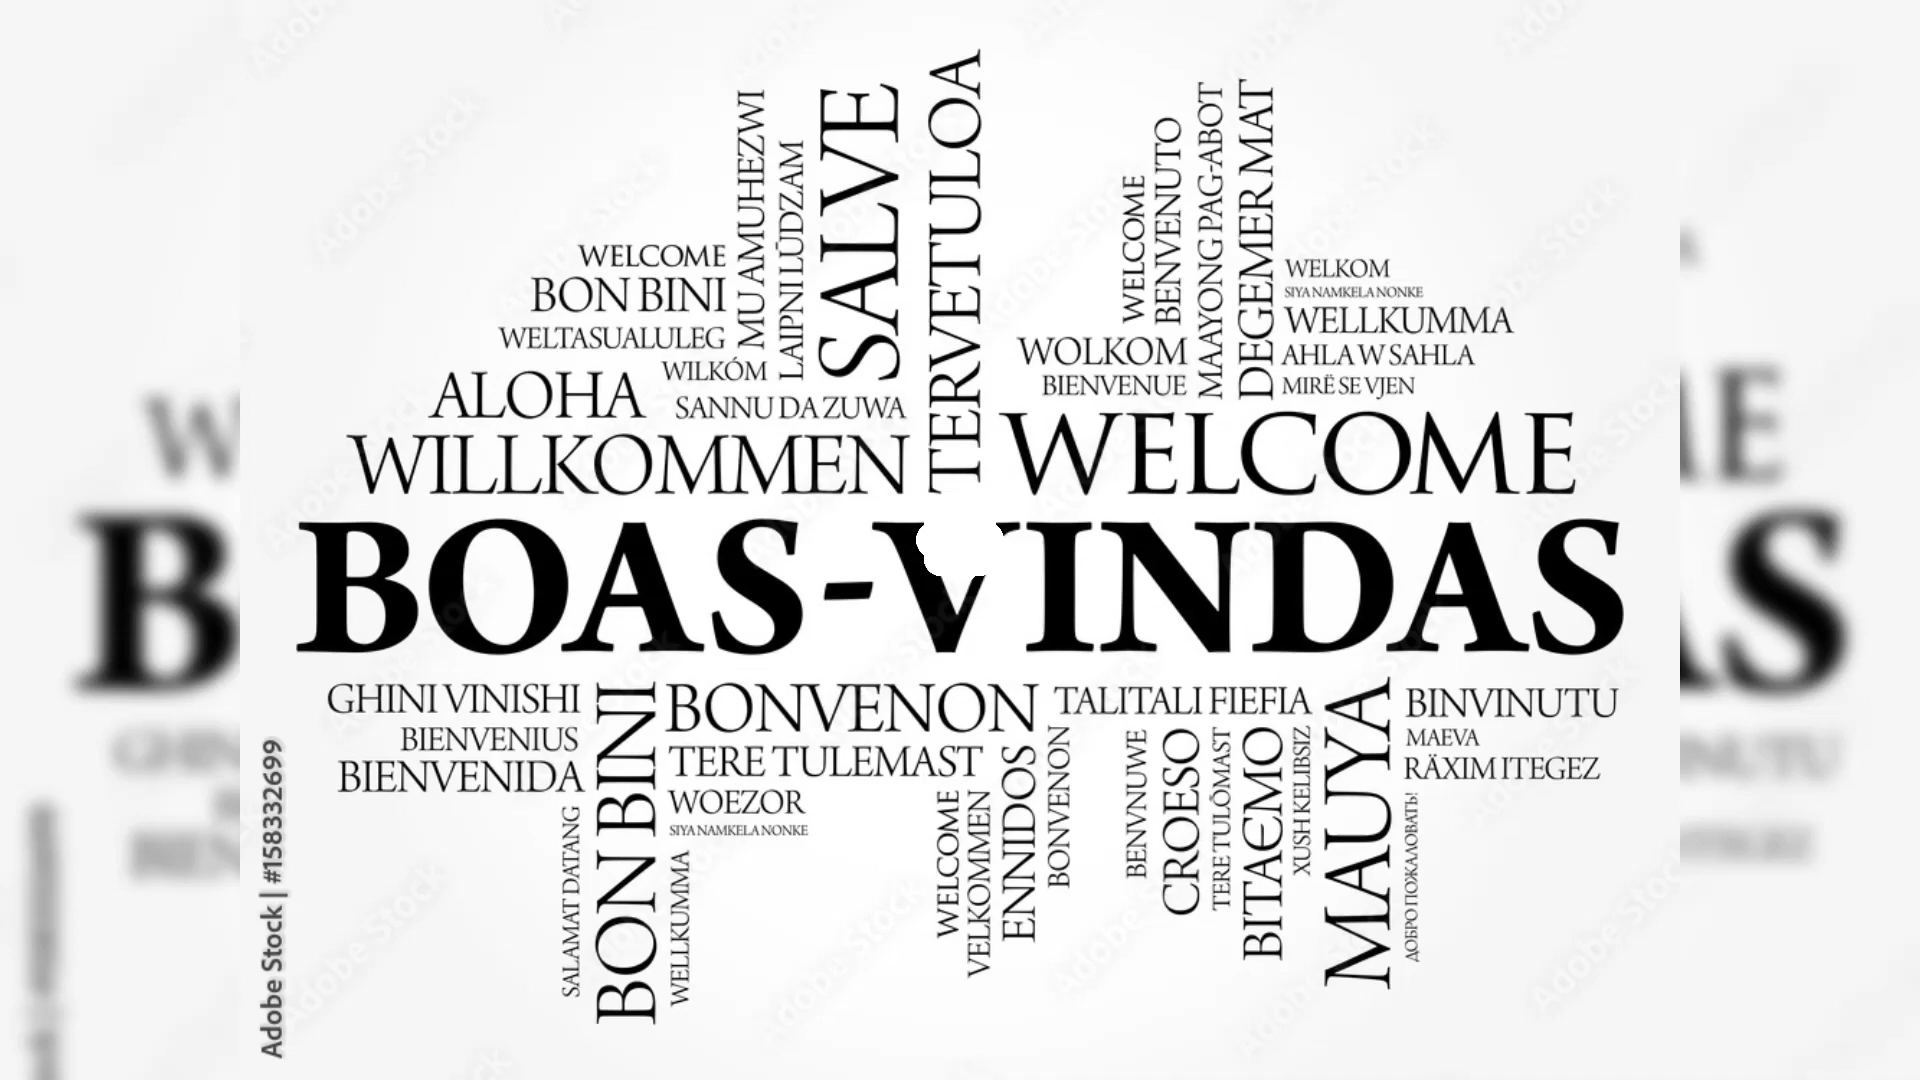 TERVETULOA
SALVE
MU AMUHEZWI
LAIPNI LŪDZAM
WELCOME
BON BINI
WELTASUALULEG
WILKÓM
ALOHA
SANNU DA ZUWA
WILLKOMMEN
WELCOME
BENVENUTO
MAAYONG PAG-ABOT
DEGEMER MAT
WELKOM
SIYA NAMKELA NONKE
WELLKUMMA
AHLA W SAHLA
MIRË SE VJEN
WOLKOM
BIENVENUE
WELCOME
BOAS-VINDAS
GHINI VINISHI
BIENVENIUS
BIENVENIDA
SALAMAT DATANG
BON BINI
BONVENON
TERE TULEMAST
WOEZOR
SIYA NAMKELA NONKE
WELLKUMMA
WELCOME
VELKOMMEN
ENNIDOS
BONVENON
TALITALI FIEFIA
BENVNUWE
CROESO
TERETULÕMAST
BITAEMO
XUSH KELIBSIZ
MAUYA
BINVINUTU
MAEVA
RÄXIM ITEGEZ
ДОБРО ПОЖАЛОВАТЬ!
Adobe Stock | #158332699